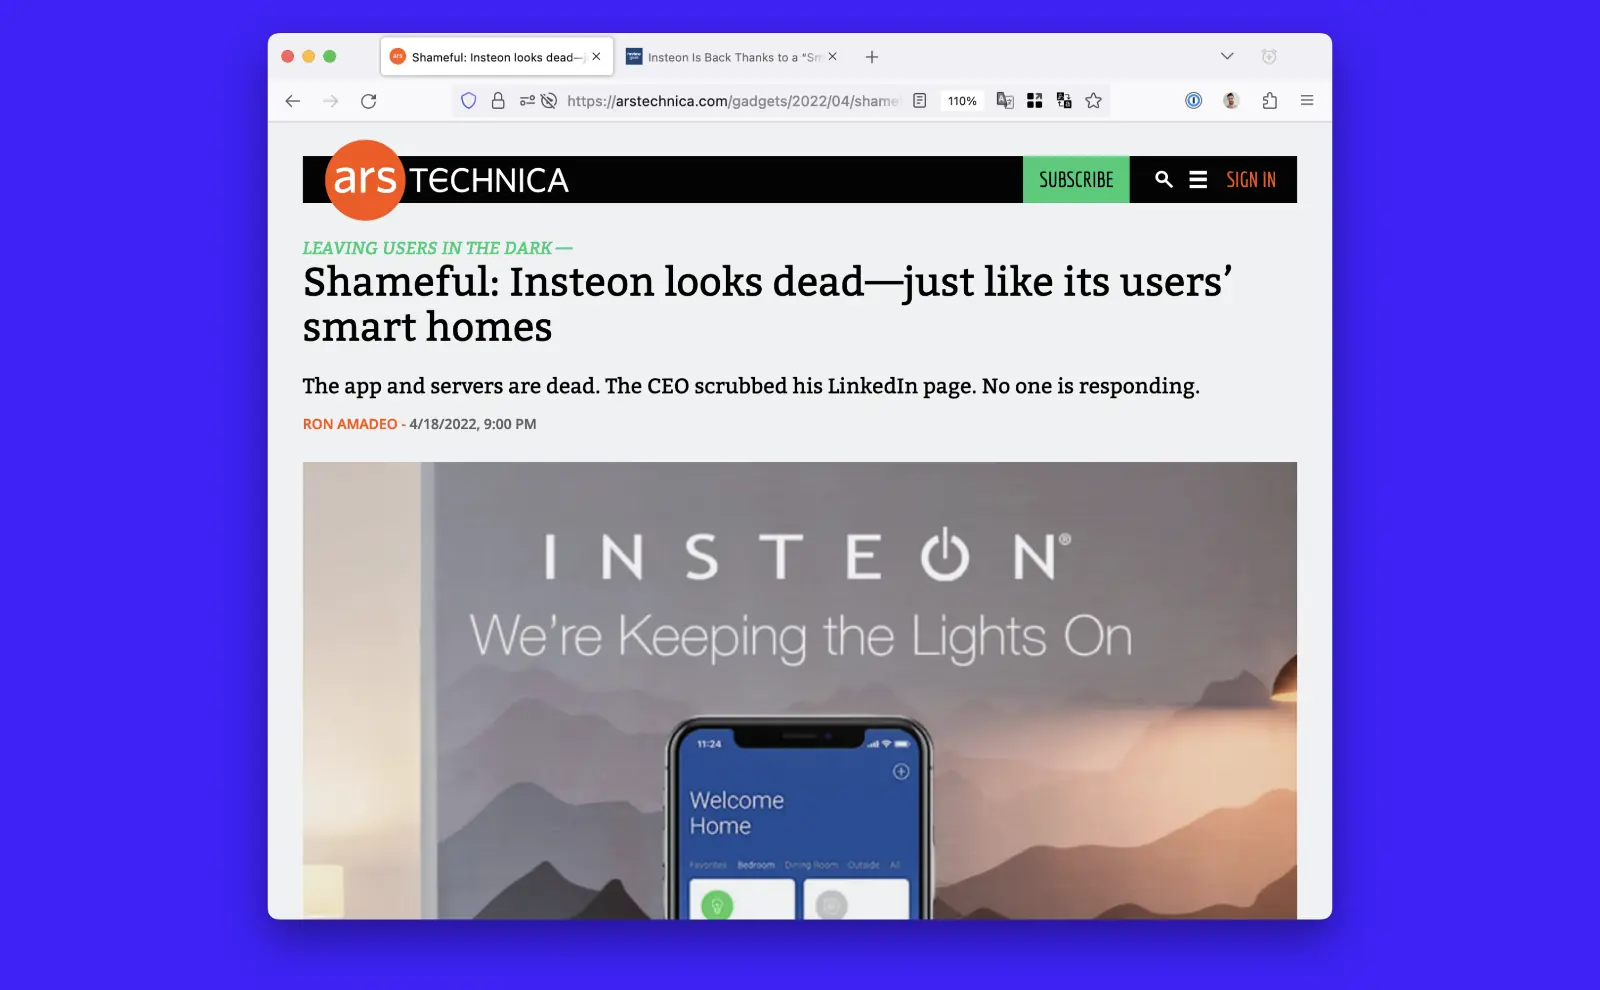 Shameful: Insteon looks dead—
Insteon Is Back Thanks to a “Sm
https://arstechnica.com/gadgets/2022/04/shame
110%
ars TECHNICA
SUBSCRIBE
SIGN IN
LEAVING USERS IN THE DARK —
Shameful: Insteon looks dead—just like its users’
smart homes
The app and servers are dead. The CEO scrubbed his LinkedIn page. No one is responding.
RON AMADEO - 4/18/2022, 9:00 PM
INSTEON®
We’re Keeping the Lights On
11:24
Welcome
Home
Favorites Bedroom Dining Room Outside All